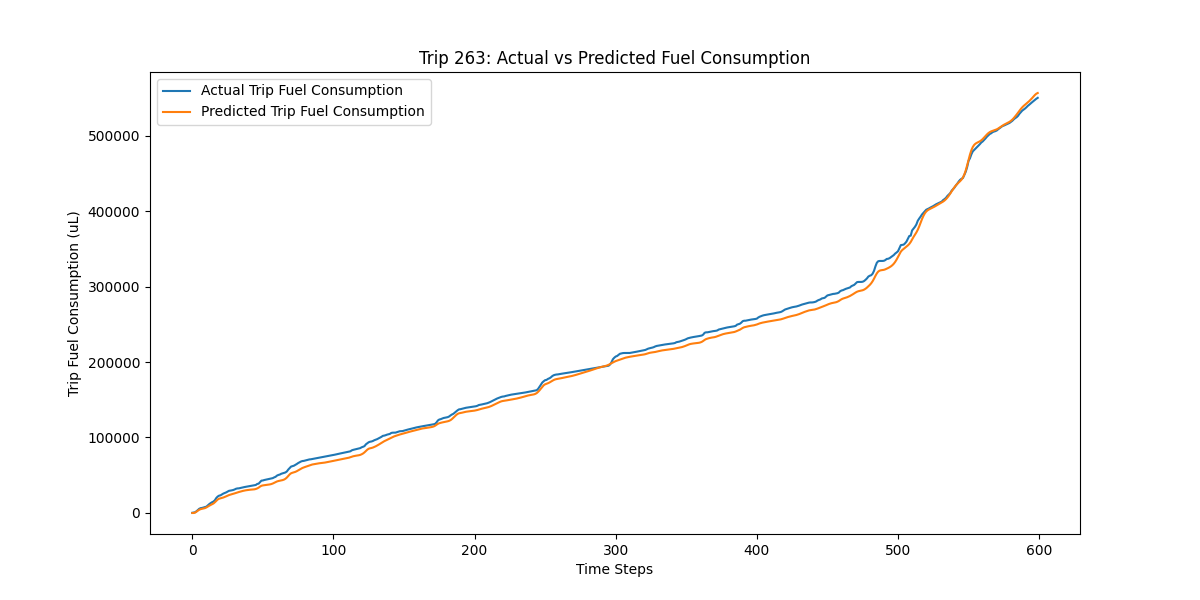 Trip 263: Actual vs Predicted Fuel Consumption
Actual Trip Fuel Consumption
Predicted Trip Fuel Consumption
Trip Fuel Consumption (uL)
500000
400000
300000
200000
100000
0
0 100 200 300 400 500 600
Time Steps